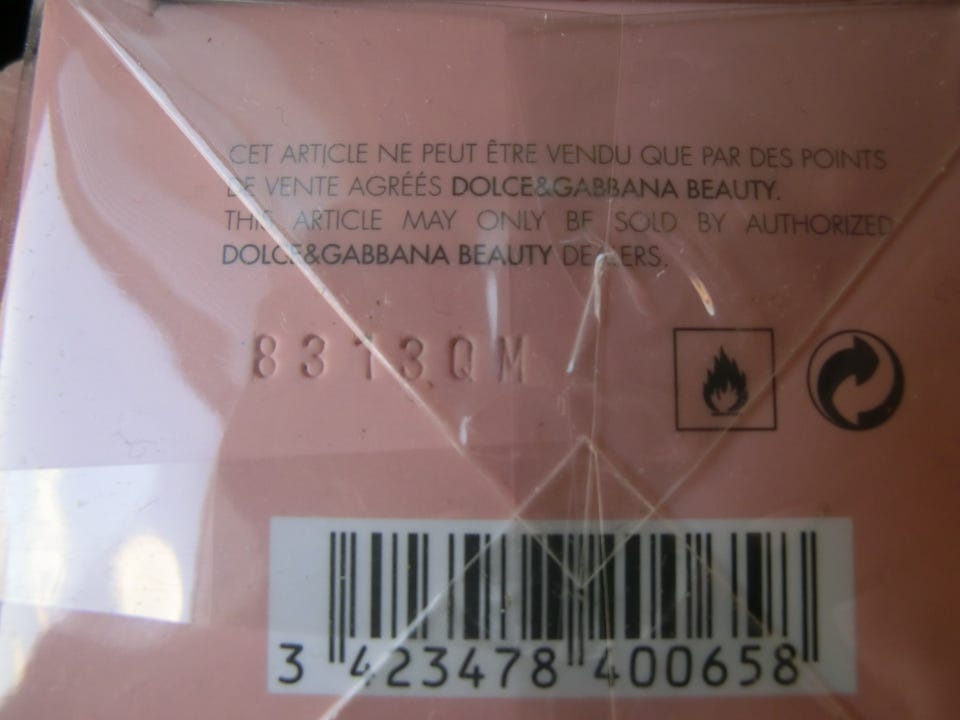 CET ARTICLE NE PEUT ÊTRE VENDU QUE PAR DES POINTS
DE VENTE AGRÉÉS DOLCE&GABBANA BEAUTY.
THIS ARTICLE MAY ONLY BE SOLD BY AUTHORIZED
DOLCE&GABBANA BEAUTY DEALERS.
8313QM
3 423478 400658